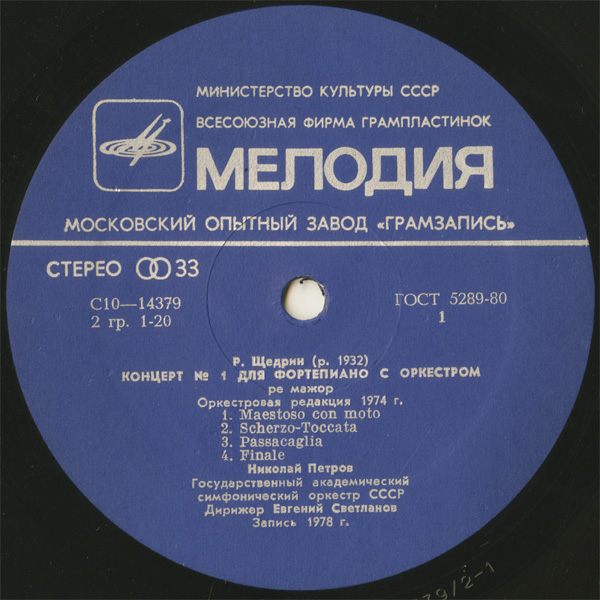 МИНИСТЕРСТВО КУЛЬТУРЫ СССР
ВСЕСОЮЗНАЯ ФИРМА ГРАМПЛАСТИНОК
МЕЛОДИЯ
МОСКОВСКИЙ ОПЫТНЫЙ ЗАВОД «ГРАМЗАПИСЬ»
СТЕРЕО 33
С10—14379
2 гр. 1-20
ГОСТ 5289-80
1
Р. Щедрин (р. 1932)
КОНЦЕРТ № 1 ДЛЯ ФОРТЕПИАНО С ОРКЕСТРОМ
ре мажор
Оркестровая редакция 1974 г.
1. Maestoso con moto
2. Scherzo-Toccata
3. Passacaglia
4. Finale
Николай Петров
Государственный академический
симфонический оркестр СССР
Дирижер Евгений Светланов
Запись 1978 г.
79/2-1